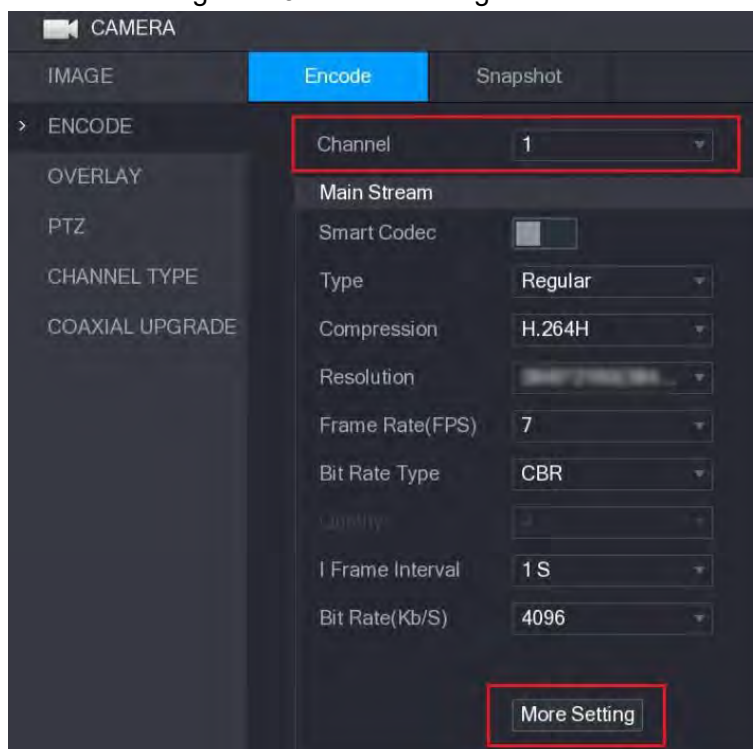 CAMERA
IMAGE
Encode Snapshot
> ENCODE
Channel 1
OVERLAY
Main Stream
PTZ
Smart Codec
CHANNEL TYPE
Type Regular
COAXIAL UPGRADE
Compression H.264H
Resolution
Frame Rate(FPS) 7
Bit Rate Type CBR
Quality
I Frame Interval 1 S
Bit Rate(Kb/S) 4096
More Setting